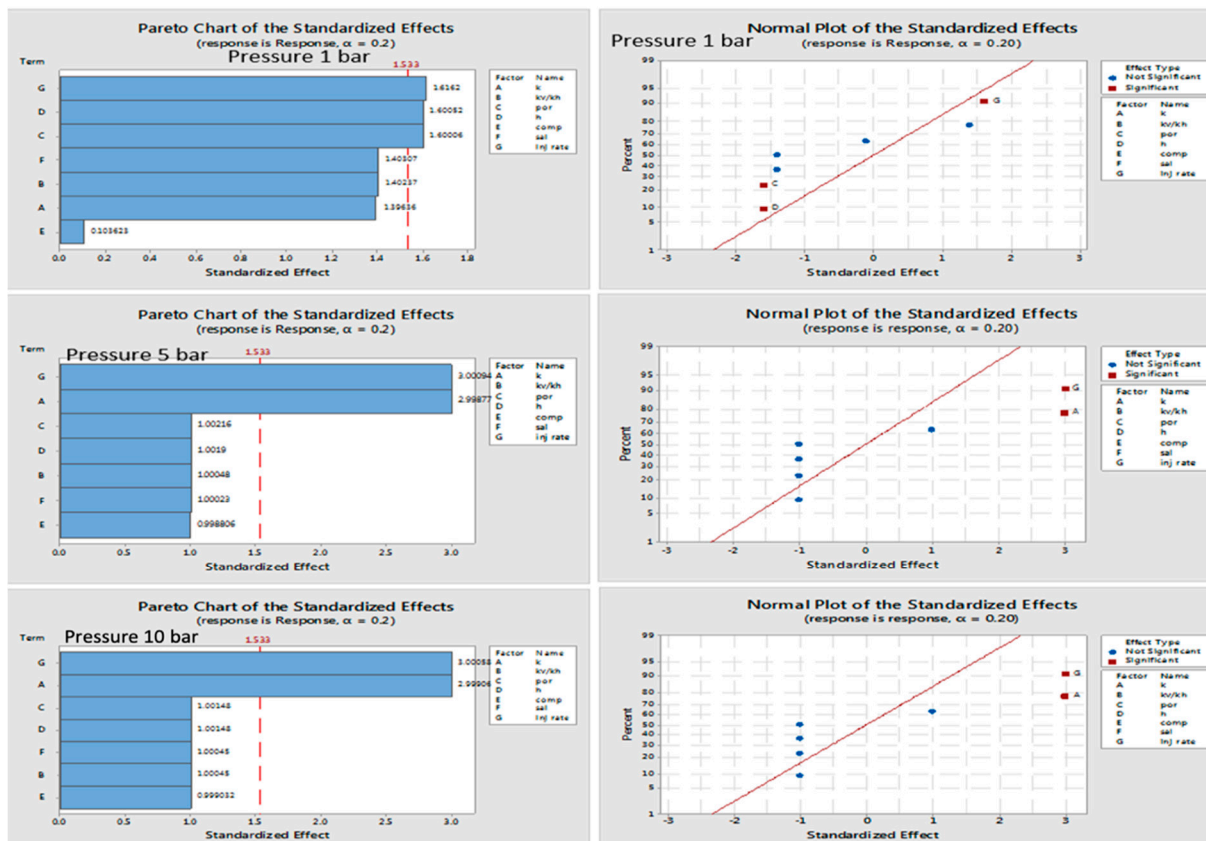 Pareto Chart of the Standardized Effects
(response is Response, α = 0.2)
Pressure 1 bar
Term
1.533
G
D
C
F
B
A
E
1.6162
1.60052
1.60006
1.40307
1.40237
1.39636
0.103623
0.0 0.2 0.4 0.6 0.8 1.0 1.2 1.4 1.6 1.8
Standardized Effect
Factor Name
A k
B kv/kh
C por
D h
E comp
F sal
G inj rate
Normal Plot of the Standardized Effects
(response is Response, α = 0.20)
Pressure 1 bar
99
95
90
80
70
60
50
40
30
20
10
5
1
Percent
G
C
D
-3 -2 -1 0 1 2 3
Standardized Effect
Effect Type
Not Significant
Significant
Factor Name
A k
B kv/kh
C por
D h
E comp
F sal
G inj rate
Pareto Chart of the Standardized Effects
(response is Response, α = 0.2)
Pressure 5 bar
Term
1.533
G
A
C
D
B
F
E
3.00094
2.99877
1.00216
1.0019
1.00048
1.00023
0.998806
0.0 0.5 1.0 1.5 2.0 2.5 3.0
Standardized Effect
Factor Name
A k
B kv/kh
C por
D h
E comp
F sal
G inj rate
Normal Plot of the Standardized Effects
(response is response, α = 0.20)
99
95
90
80
70
60
50
40
30
20
10
5
1
Percent
G
A
-3 -2 -1 0 1 2 3
Standardized Effect
Effect Type
Not Significant
Significant
Factor Name
A k
B kv/kh
C por
D h
E comp
F sal
G inj rate
Pareto Chart of the Standardized Effects
(response is Response, α = 0.2)
Pressure 10 bar
Term
1.533
G
A
C
D
F
B
E
3.00058
2.99906
1.00148
1.00148
1.00045
1.00045
0.999032
0.0 0.5 1.0 1.5 2.0 2.5 3.0
Standardized Effect
Factor Name
A k
B kv/kh
C por
D h
E comp
F sal
G inj rate
Normal Plot of the Standardized Effects
(response is response, α = 0.20)
99
95
90
80
70
60
50
40
30
20
10
5
1
Percent
G
A
-3 -2 -1 0 1 2 3
Standardized Effect
Effect Type
Not Significant
Significant
Factor Name
A k
B kv/kh
C por
D h
E comp
F sal
G inj rate